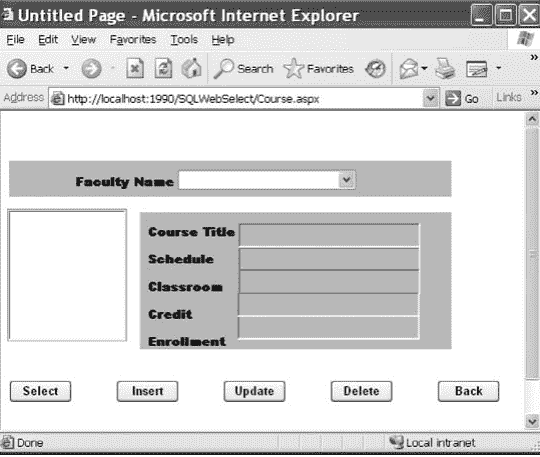 Untitled Page - Microsoft Internet Explorer
File Edit View Favorites Tools Help
Back Search Favorites »
Address http://localhost:1990/SQLWebSelect/Course.aspx Go Links »
Faculty Name
Course Title
Schedule
Classroom
Credit
Enrollment
Select Insert Update Delete Back
Done Local intranet